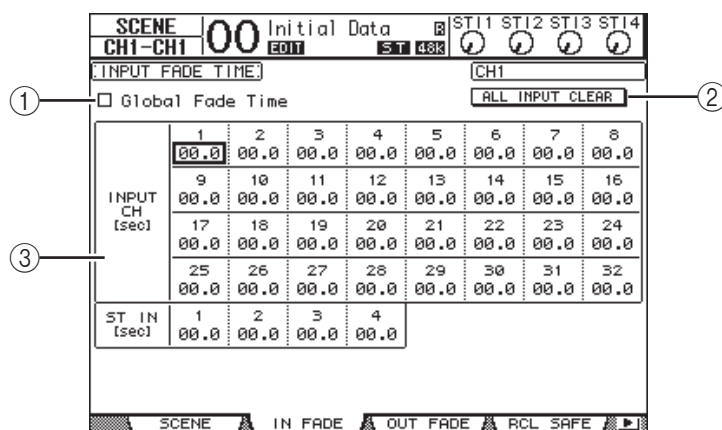 SCENE
CH1-CH1
00 Initial Data R
EDIT ST 48K
STI1 STI2 STI3 STI4
INPUT FADE TIME
CH1
1
Global Fade Time
ALL INPUT CLEAR
2
1 2 3 4 5 6 7 8
00.0 00.0 00.0 00.0 00.0 00.0 00.0 00.0
9 10 11 12 13 14 15 16
INPUT CH [sec]
00.0 00.0 00.0 00.0 00.0 00.0 00.0 00.0
17 18 19 20 21 22 23 24
00.0 00.0 00.0 00.0 00.0 00.0 00.0 00.0
3
25 26 27 28 29 30 31 32
00.0 00.0 00.0 00.0 00.0 00.0 00.0 00.0
ST IN [sec]
1 2 3 4
00.0 00.0 00.0 00.0
SCENE IN FADE OUT FADE RCL SAFE